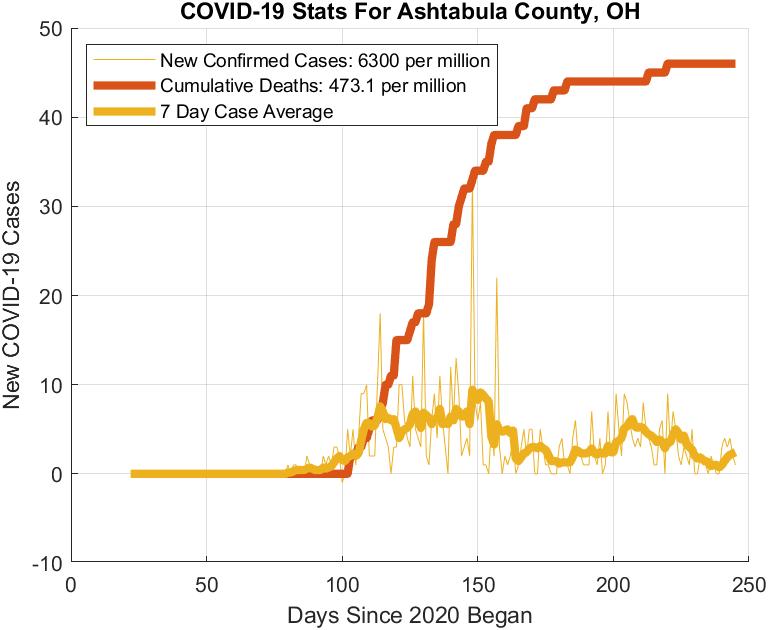 COVID-19 Stats For Ashtabula County, OH
50
New Confirmed Cases: 6300 per million
Cumulative Deaths: 473.1 per million
7 Day Case Average
40
30
20
10
0
-10
New COVID-19 Cases
0 50 100 150 200 250
Days Since 2020 Began